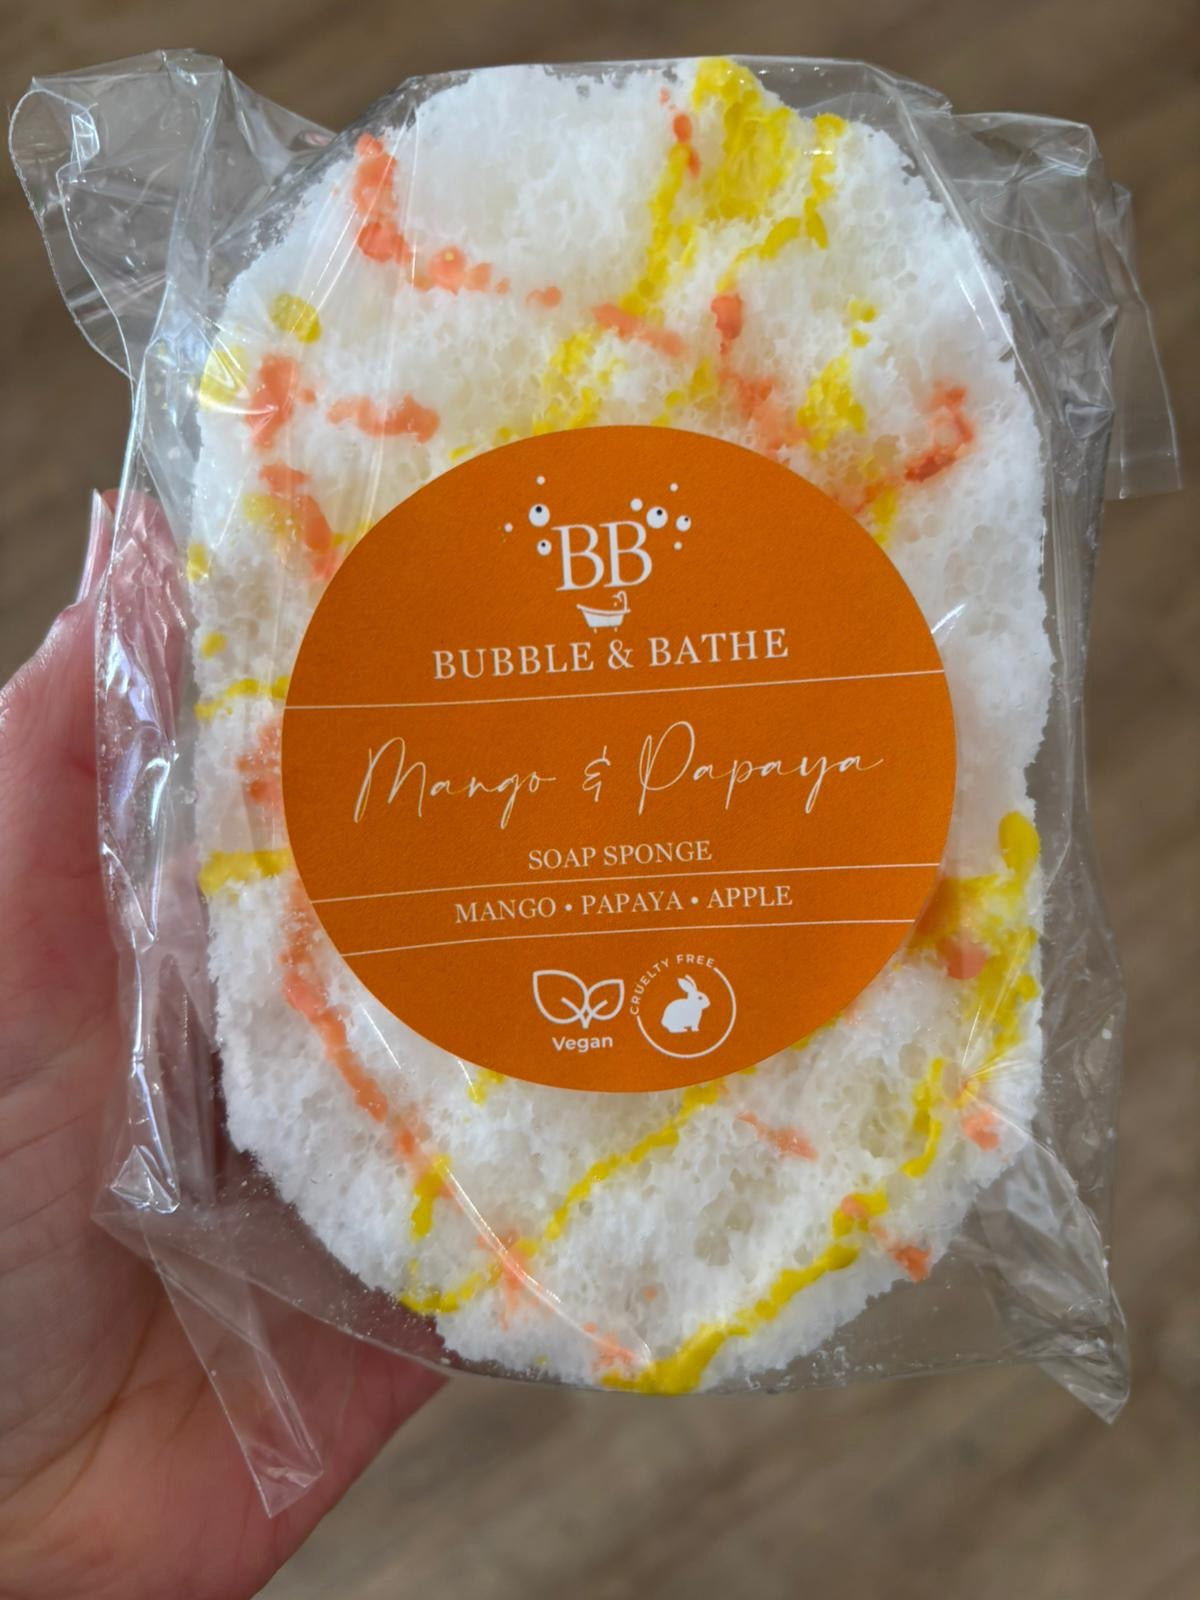 BB
BUBBLE & BATHE
Mango & Papaya
SOAP SPONGE
MANGO • PAPAYA • APPLE
Vegan
CRUELTY FREE